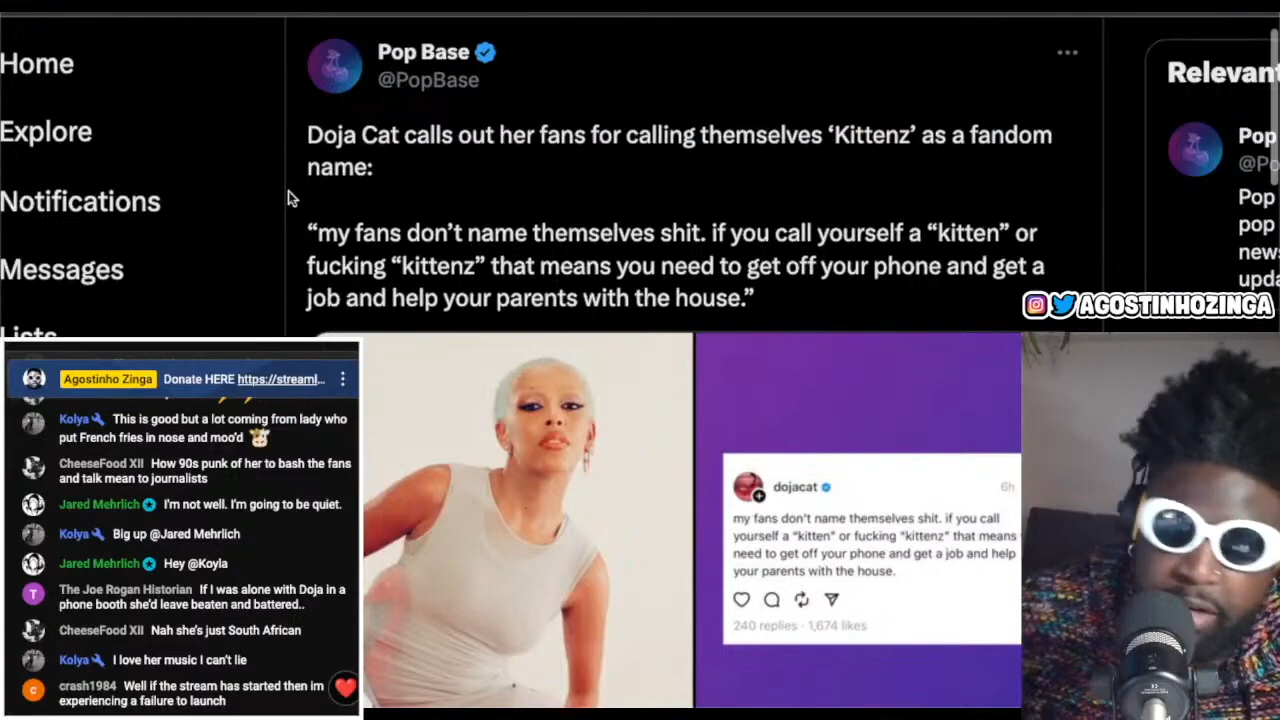 Home
Explore
Notifications
Messages
Lists
Pop Base
@PopBase
Doja Cat calls out her fans for calling themselves ‘Kittenz’ as a fandom
name:
“my fans don’t name themselves shit. if you call yourself a “kitten” or
fucking “kittenz” that means you need to get off your phone and get a
job and help your parents with the house.”
Relevant
Pop
@Po
Pop
pop
news
upda
AGOSTINHOZINGA
Agostinho Zinga Donate HERE https://streaml...
Kolya This is good but a lot coming from lady who
put French fries in nose and moo'd
CheeseFood XII How 90s punk of her to bash the fans
and talk mean to journalists
Jared Mehrlich I'm not well. I'm going to be quiet.
Kolya Big up @Jared Mehrlich
Jared Mehrlich Hey @Koyla
The Joe Rogan Historian If I was alone with Doja in a
phone booth she'd leave beaten and battered..
CheeseFood XII Nah she's just South African
Kolya I love her music I can't lie
crash1984 Well if the stream has started then im
experiencing a failure to launch
dojacat 6h
my fans don’t name themselves shit. if you call
yourself a “kitten” or fucking “kittenz” that means
need to get off your phone and get a job and help
your parents with the house.
240 replies · 1,674 likes